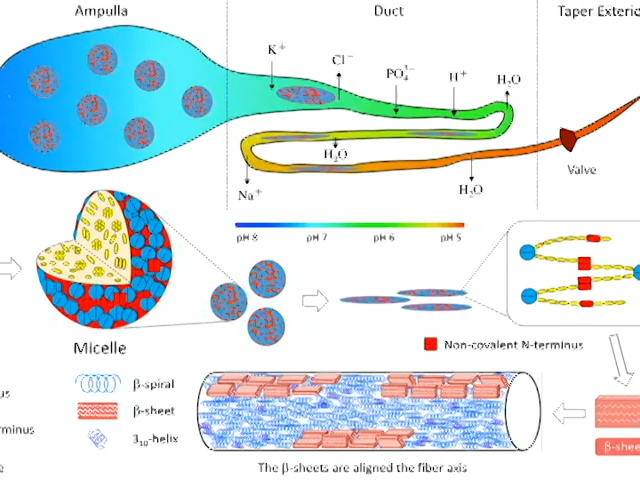 Ampulla
Duct
Taper Exterio
K⁺
Cl⁻
PO₄³⁻
H⁺
H₂O
H₂O
Na⁺
H₂O
Valve
pH 8
pH 7
pH 6
pH 5
Micelle
Non-covalent N-terminus
us
β-spiral
β-sheet
rminus
3₁₀-helix
β-shee
e
The β-sheets are aligned the fiber axis